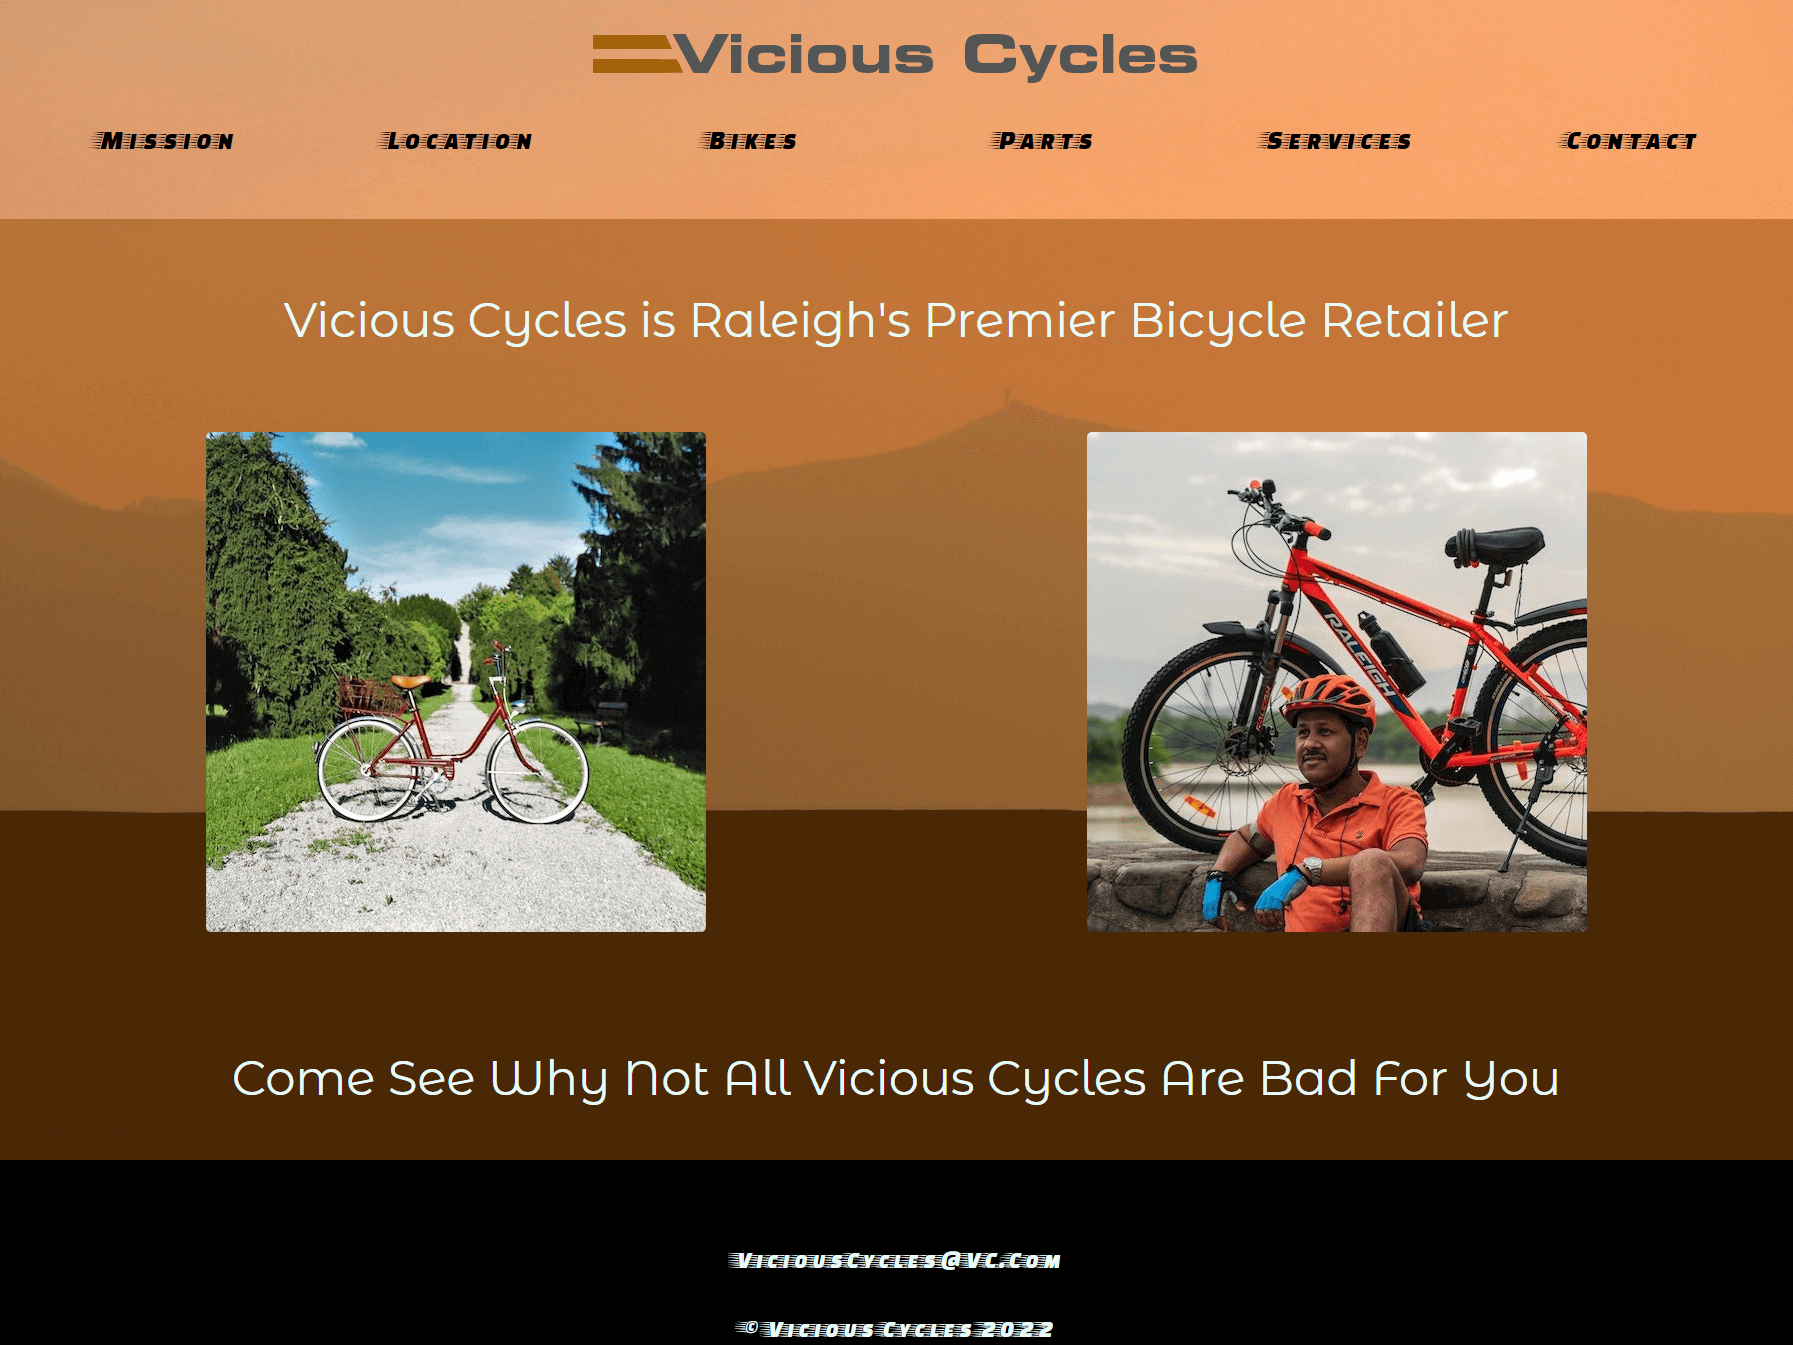 Vicious Cycles
Mission Location Bikes Parts Services Contact
Vicious Cycles is Raleigh's Premier Bicycle Retailer
RALEIGH
Come See Why Not All Vicious Cycles Are Bad For You
ViciousCycles@VC.Com
© Vicious Cycles 2022